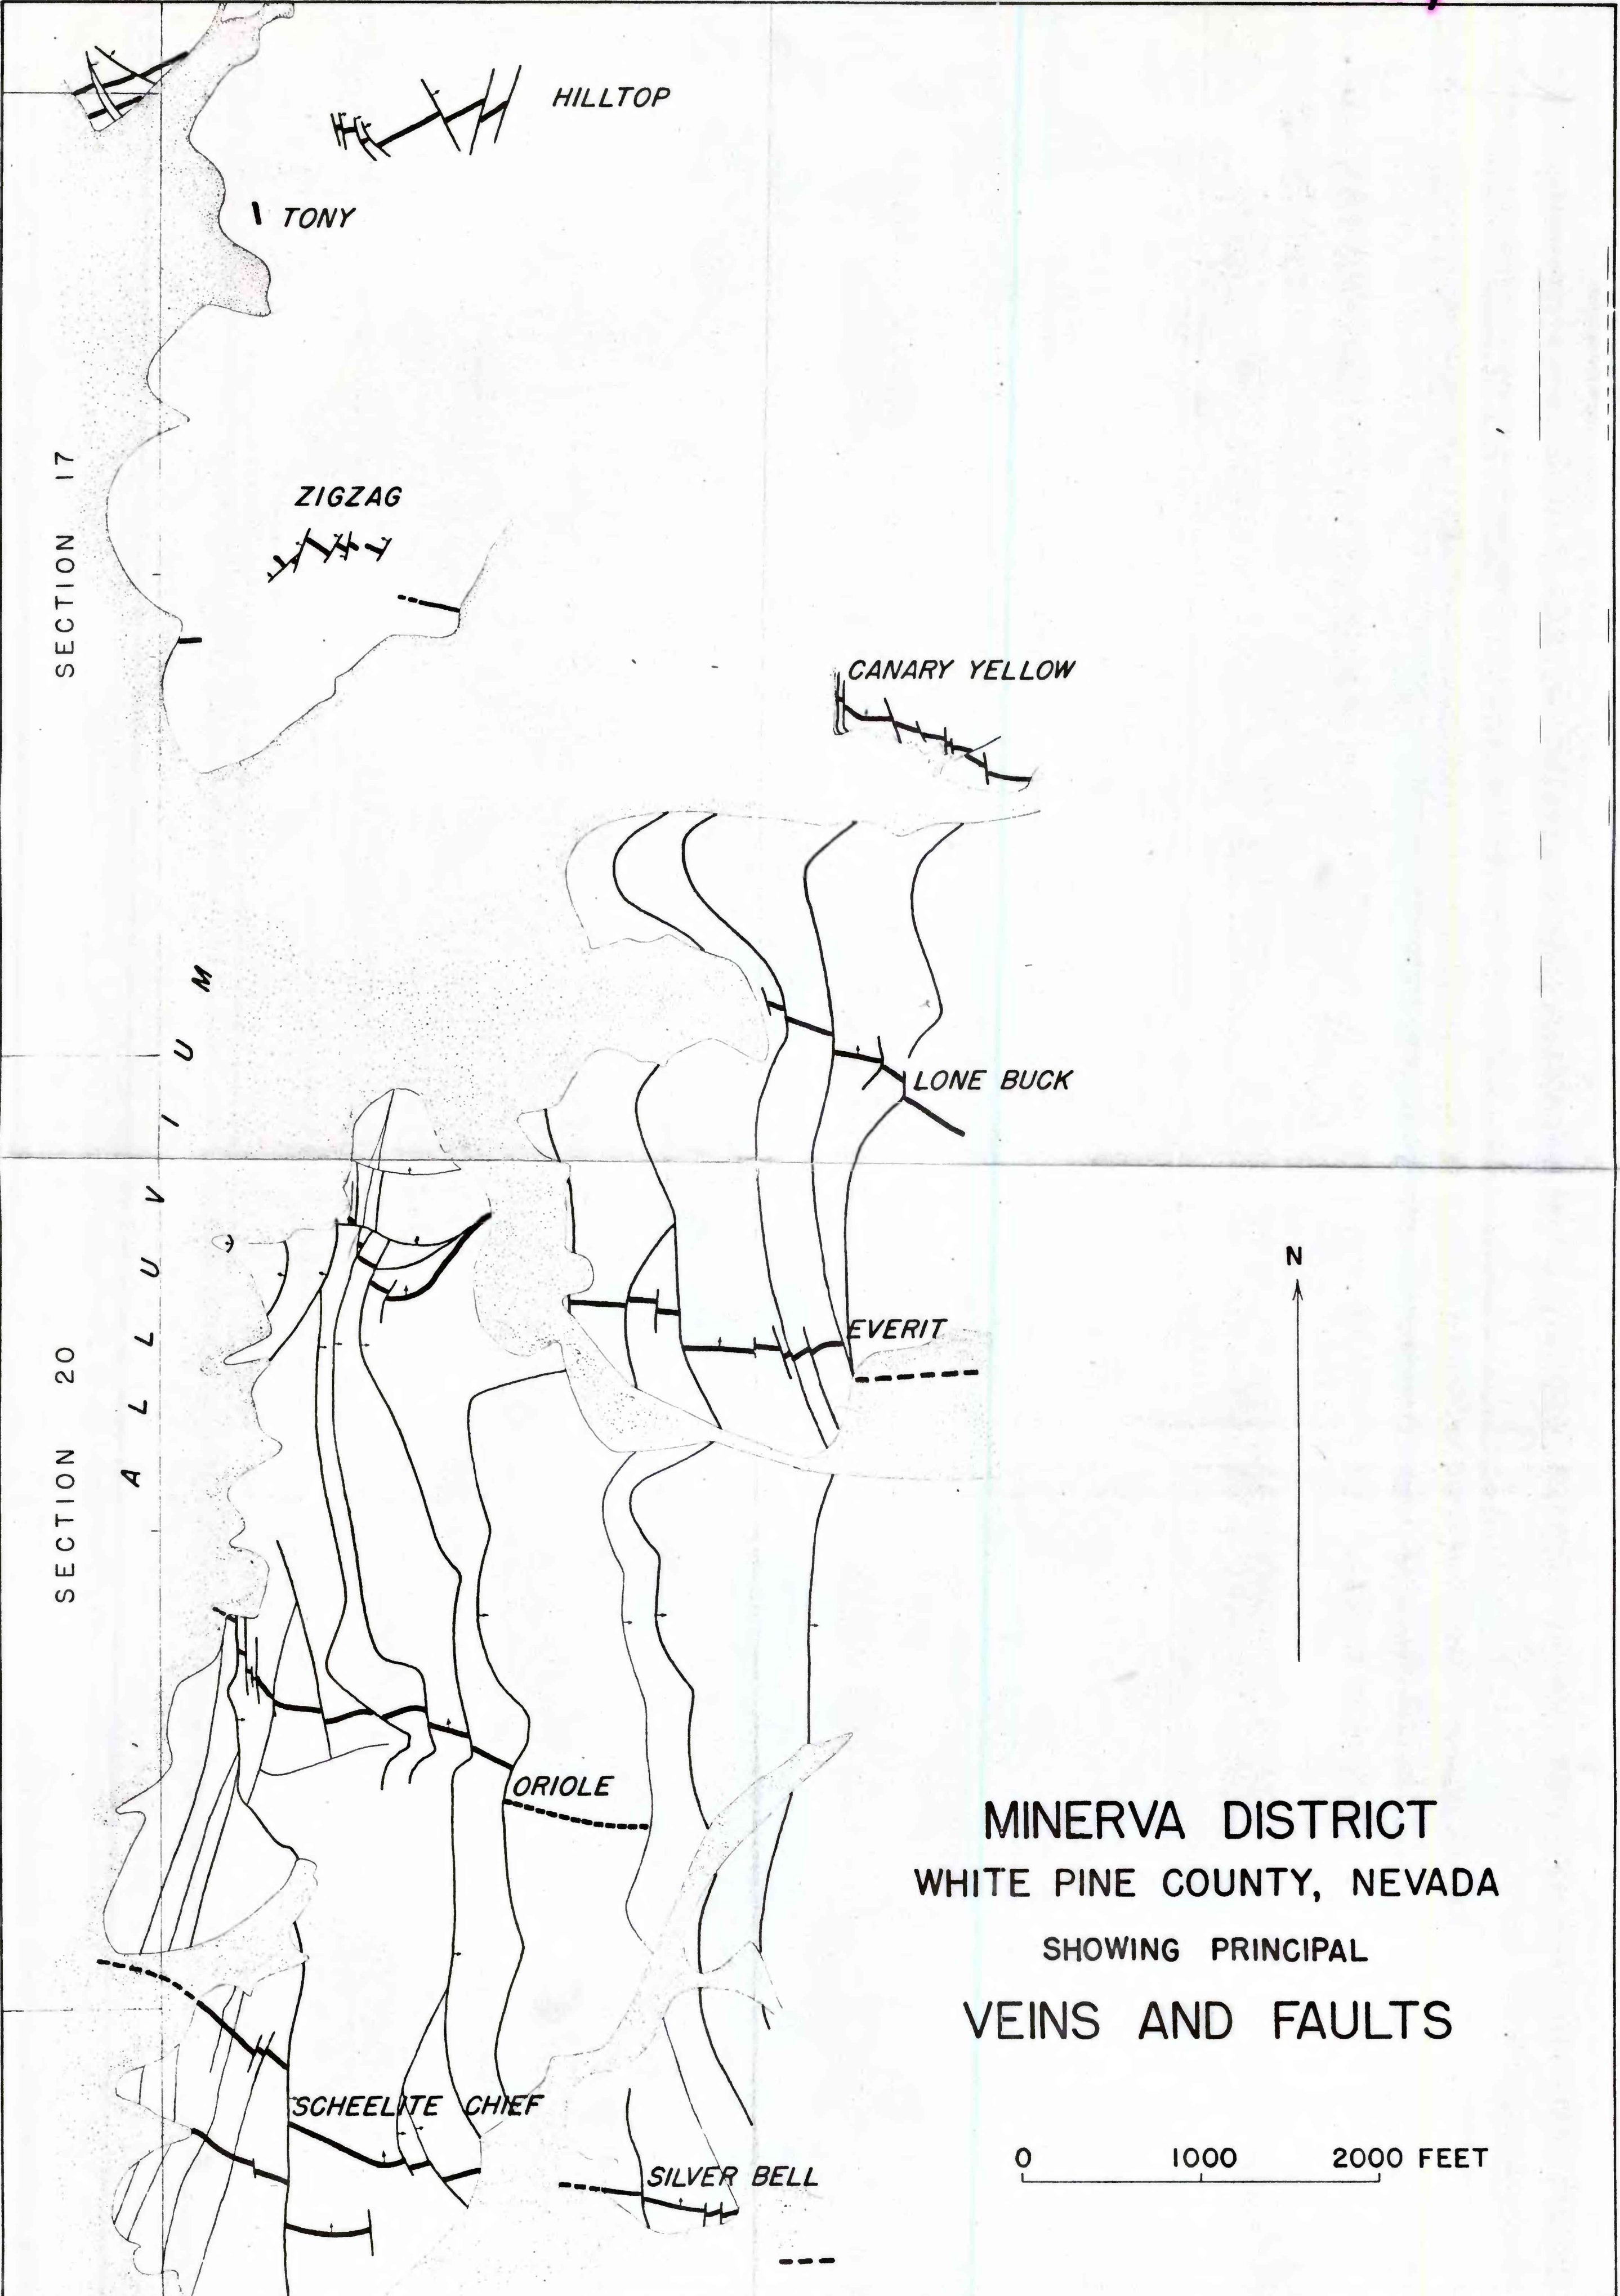 HILLTOP
TONY
SECTION 17
ZIGZAG
CANARY YELLOW
ALLUVIUM
LONE BUCK
N
EVERIT
SECTION 20
ORIOLE
MINERVA DISTRICT
WHITE PINE COUNTY, NEVADA
SHOWING PRINCIPAL
VEINS AND FAULTS
SCHEELITE CHIEF
SILVER BELL
0 1000 2000 FEET